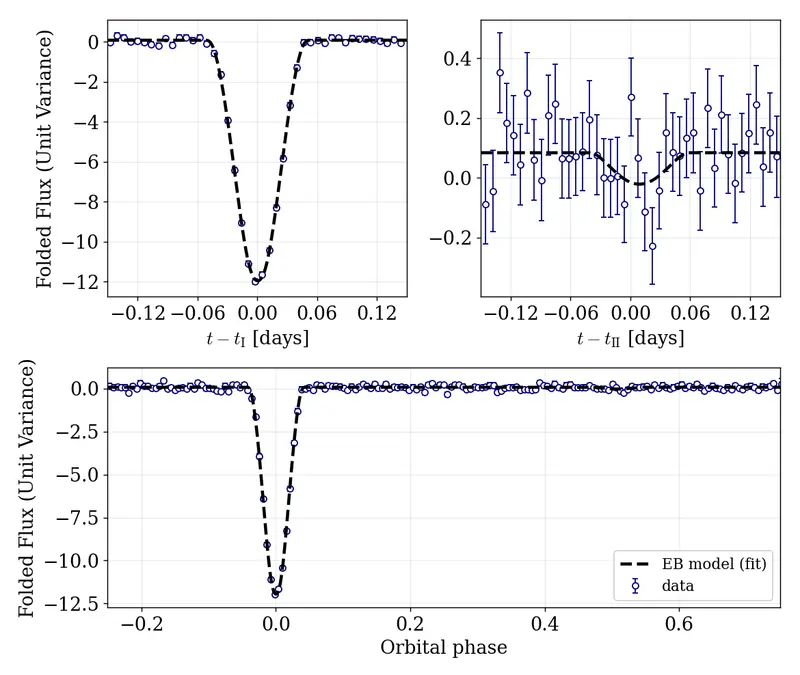 Folded Flux (Unit Variance)
0
−2
−4
−6
−8
−10
−12
−0.12 −0.06 0.00 0.06 0.12
t − tI [days]
0.4
0.2
0.0
−0.2
−0.12 −0.06 0.00 0.06 0.12
t − tII [days]
Folded Flux (Unit Variance)
0.0
−2.5
−5.0
−7.5
−10.0
−12.5
−0.2 0.0 0.2 0.4 0.6
Orbital phase
EB model (fit)
data